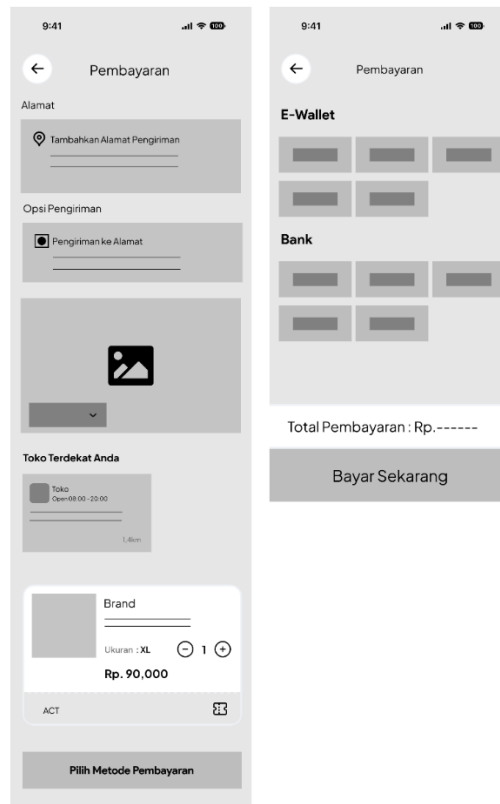 9:41
100
Pembayaran
Alamat
Tambahkan Alamat Pengiriman
Opsi Pengiriman
Pengiriman ke Alamat
Toko Terdekat Anda
Toko
Open 08:00 - 20:00
1,4km
Brand
Ukuran : XL
1
Rp. 90,000
ACT
Pilih Metode Pembayaran
9:41
100
Pembayaran
E-Wallet
Bank
Total Pembayaran : Rp.------
Bayar Sekarang